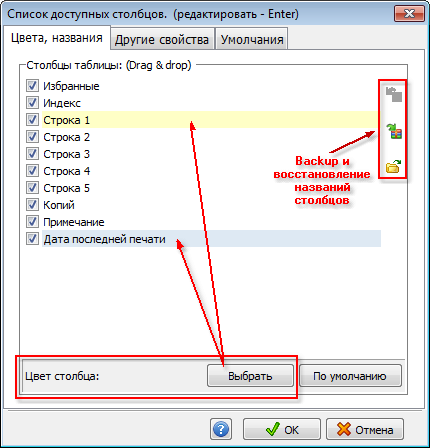 Список доступных столбцов. (редактировать - Enter)
Цвета, названия Другие свойства Умолчания
Столбцы таблицы: (Drag & drop)
Избранные
Индекс
Строка 1
Строка 2
Строка 3
Строка 4
Строка 5
Копий
Примечание
Дата последней печати
Backup и
восстановление
названий
столбцов
Цвет столбца: Выбрать По умолчанию
? OK Отмена